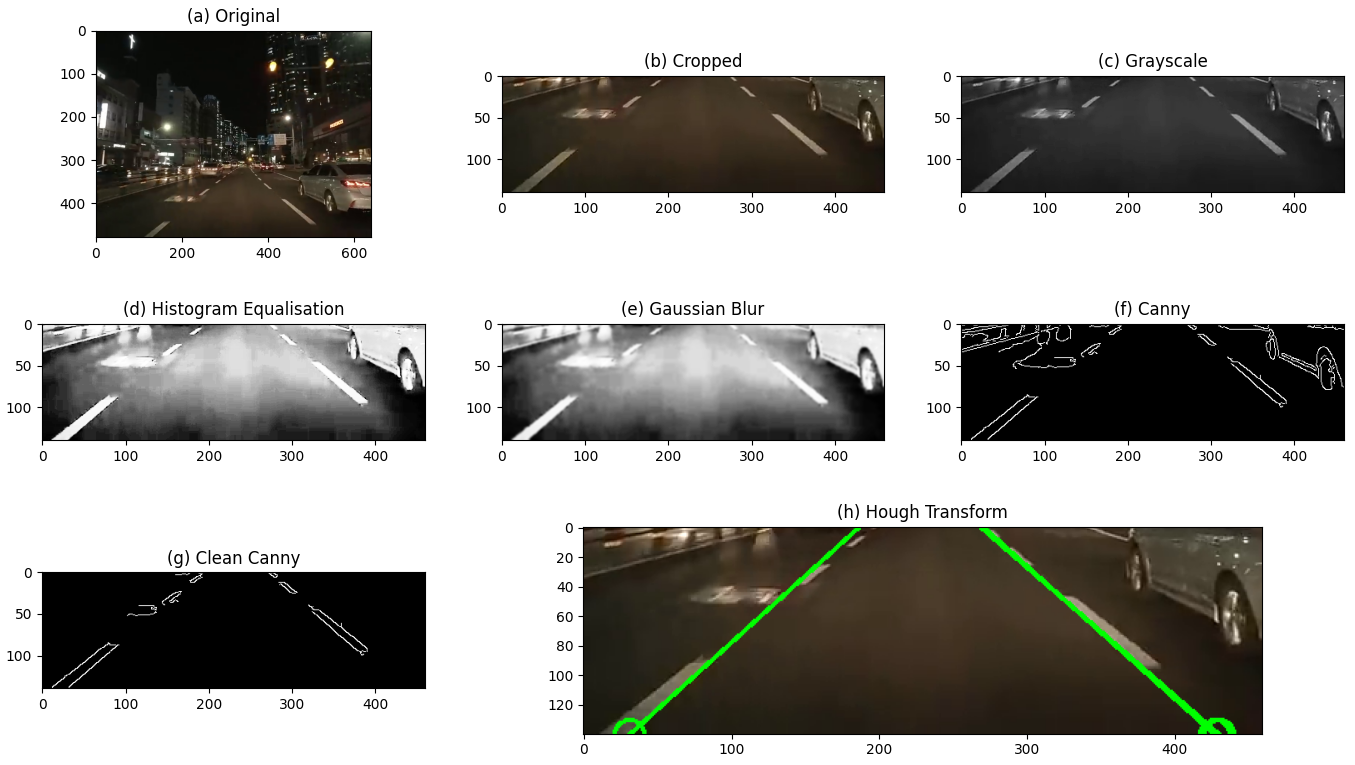 (a) Original
0
100
200
300
400
0 200 400 600
(b) Cropped
0
50
100
0 100 200 300 400
(c) Grayscale
0
50
100
0 100 200 300 400
(d) Histogram Equalisation
0
50
100
0 100 200 300 400
(e) Gaussian Blur
0
50
100
0 100 200 300 400
(f) Canny
0
50
100
0 100 200 300 400
(g) Clean Canny
0
50
100
0 100 200 300 400
(h) Hough Transform
0
20
40
60
80
100
120
0 100 200 300 400